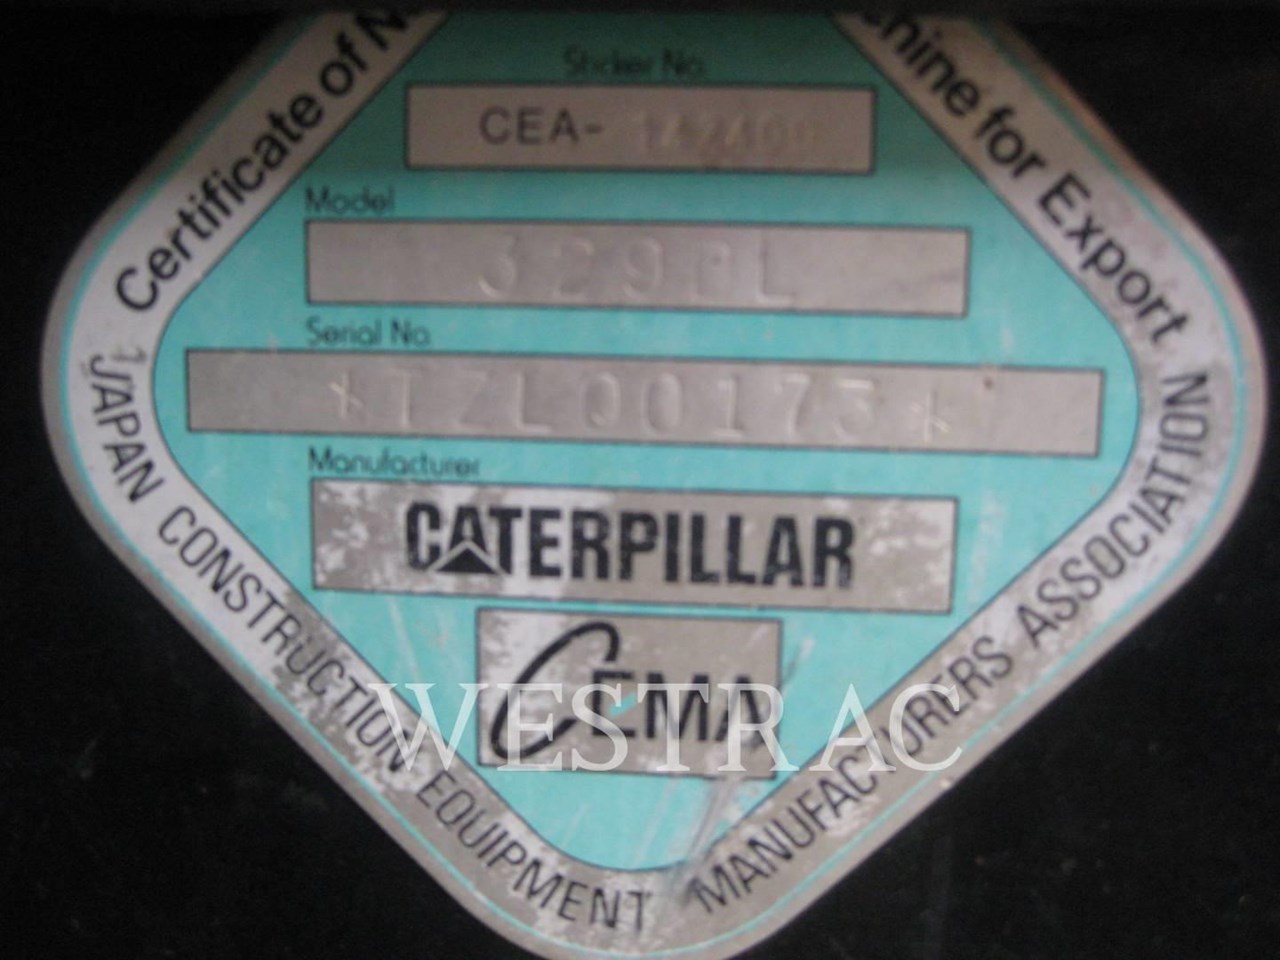 Certificate of N
chine for Export
Sticker No.
CEA-
Model
Serial No.
*TZL00173*
Manufacturer
CATERPILLAR
CEMA
WESTRAC
JAPAN CONSTRUCTION EQUIPMENT MANUFACTURERS ASSOCIATION